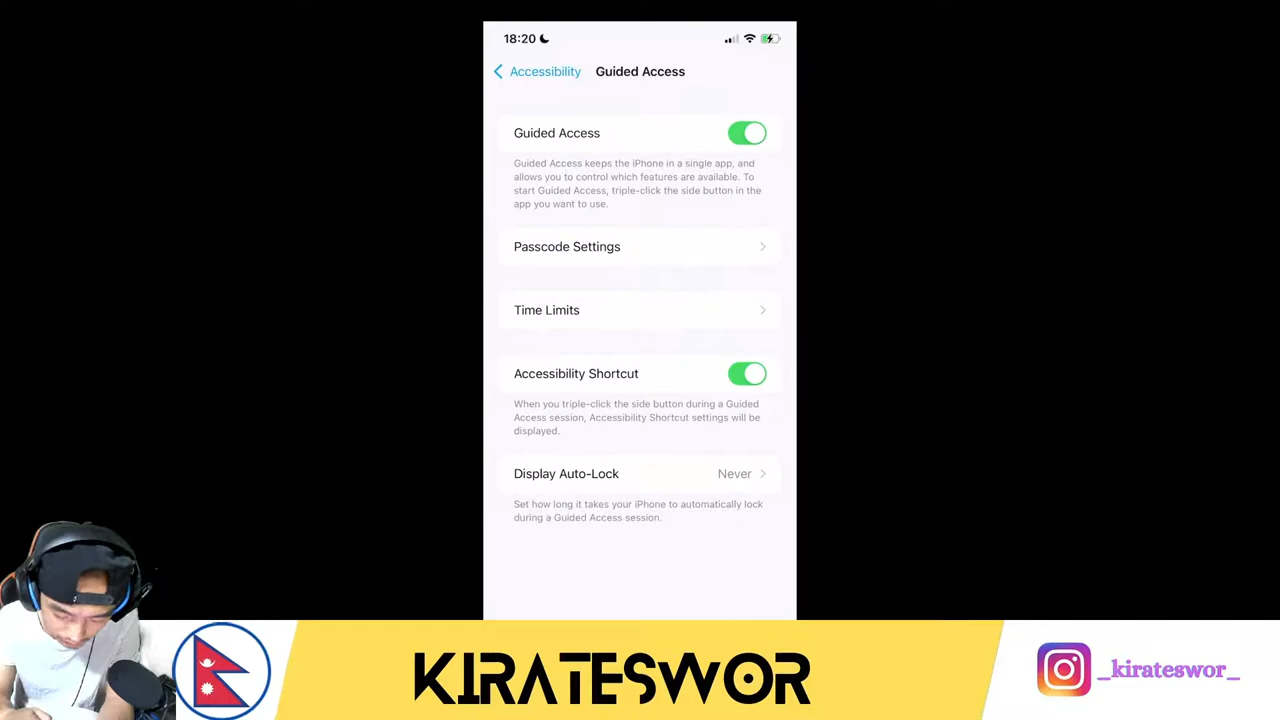 18:20
Accessibility Guided Access
Guided Access
Guided Access keeps the iPhone in a single app, and
allows you to control which features are available. To
start Guided Access, triple-click the side button in the
app you want to use.
Passcode Settings
Time Limits
Accessibility Shortcut
When you triple-click the side button during a Guided
Access session, Accessibility Shortcut settings will be
displayed.
Display Auto-Lock Never
Set how long it takes your iPhone to automatically lock
during a Guided Access session.
KIRATESWOR
_kirateswor_